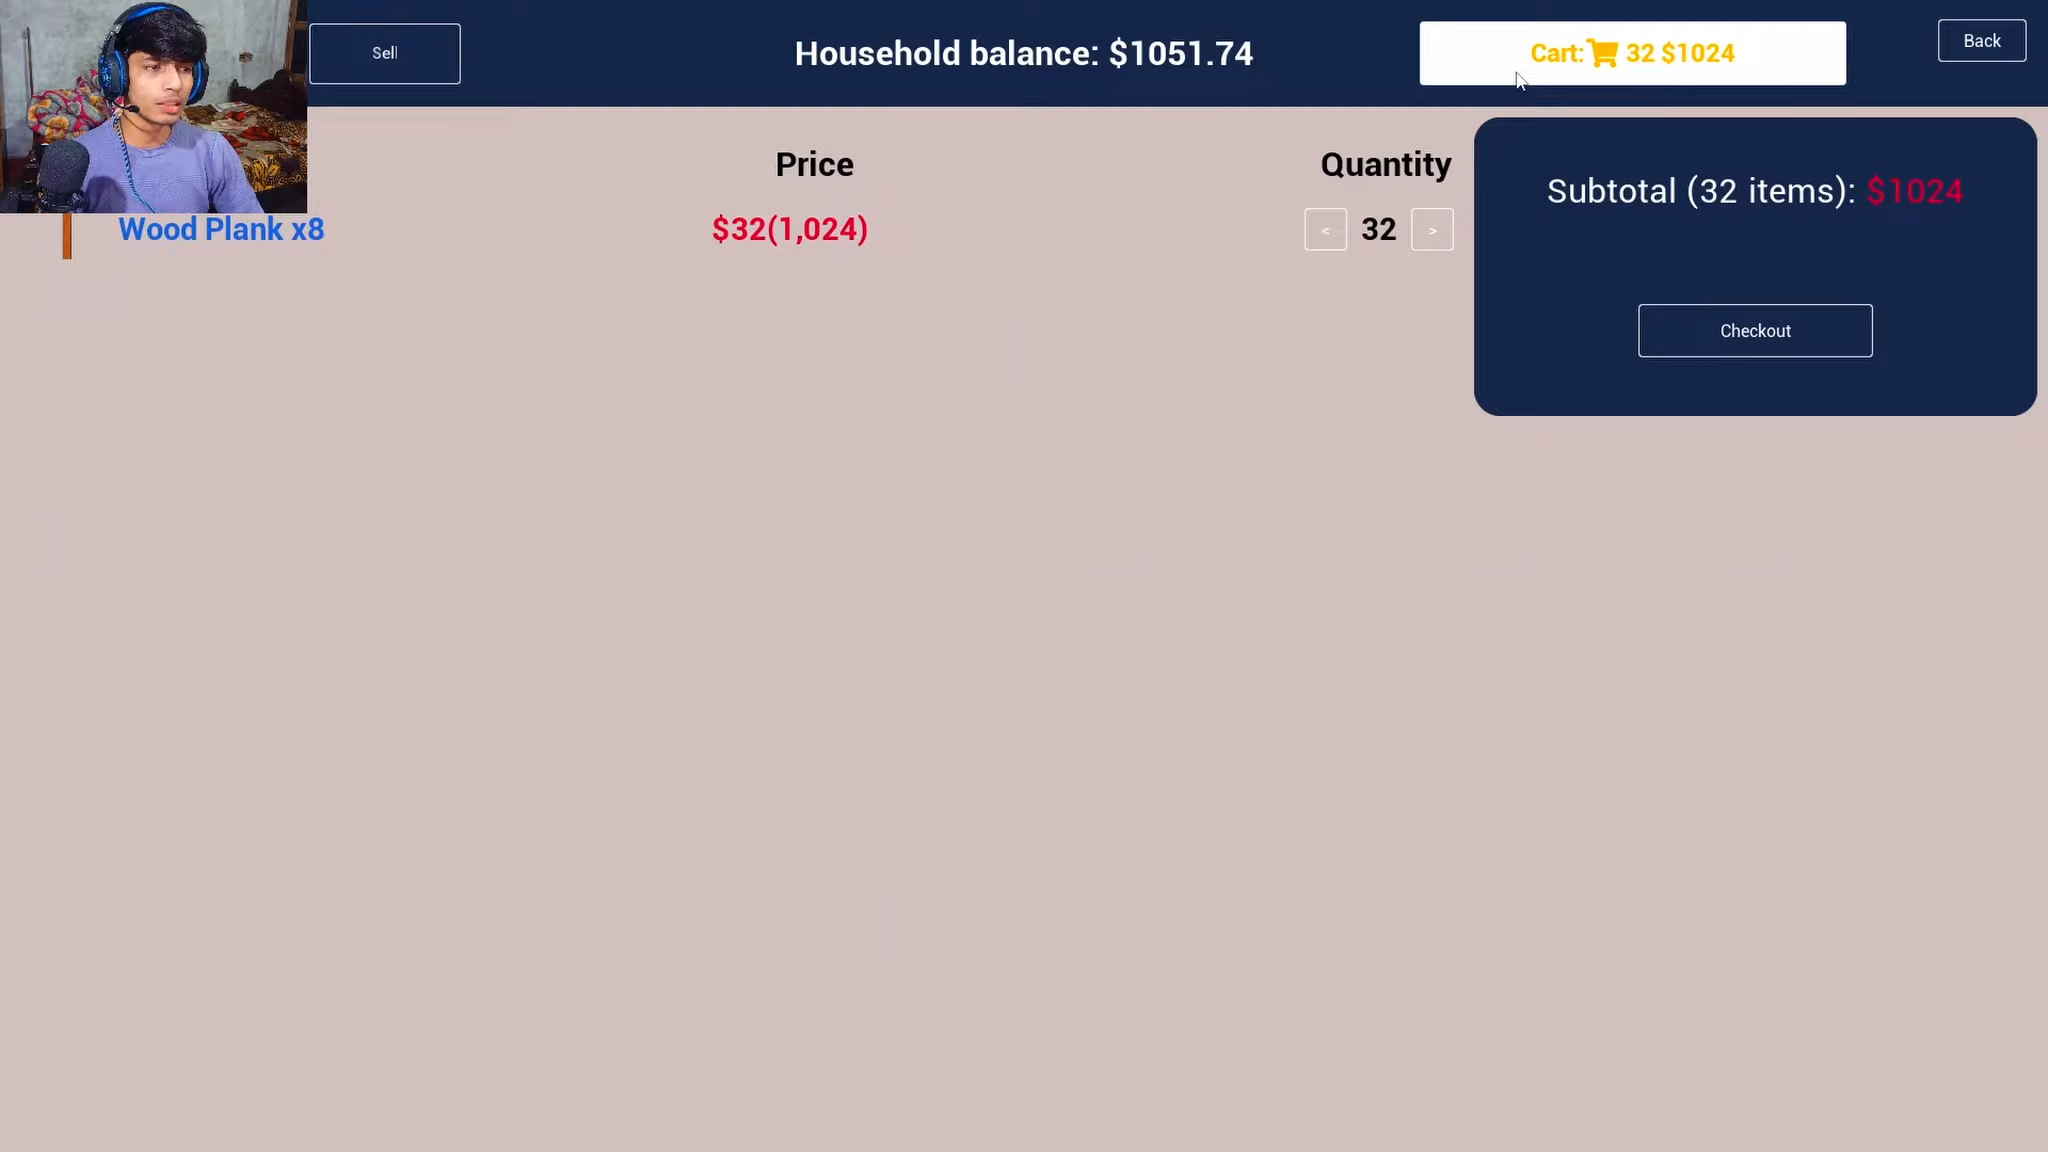 Sell
Household balance: $1051.74
Cart: 32 $1024
Back
Price
Quantity
Wood Plank x8
$32(1,024)
< 32 >
Subtotal (32 items): $1024
Checkout